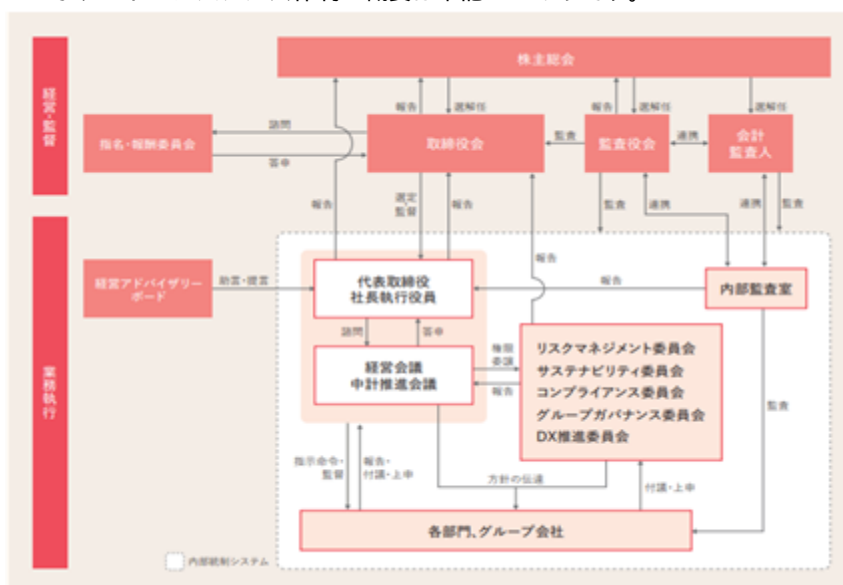 株主総会
経営・監督
報告
選解任
報告
選解任
選解任
指名・報酬委員会
諮問
答申
取締役会
監査
監査役会
連携
会計
監査人
報告
選定・
監督
報告
監査
連携
連携
監査
業務執行
経営アドバイザリー
ボード
助言・提言
代表取締役
社長執行役員
報告
報告
内部監査室
諮問
答申
経営会議
中計推進会議
権限
委譲
報告
リスクマネジメント委員会
サステナビリティ委員会
コンプライアンス委員会
グループガバナンス委員会
DX推進委員会
監査
指示命令・
監督
報告・
付議・上申
方針の伝達
付議・上申
各部門、グループ会社
内部統制システム